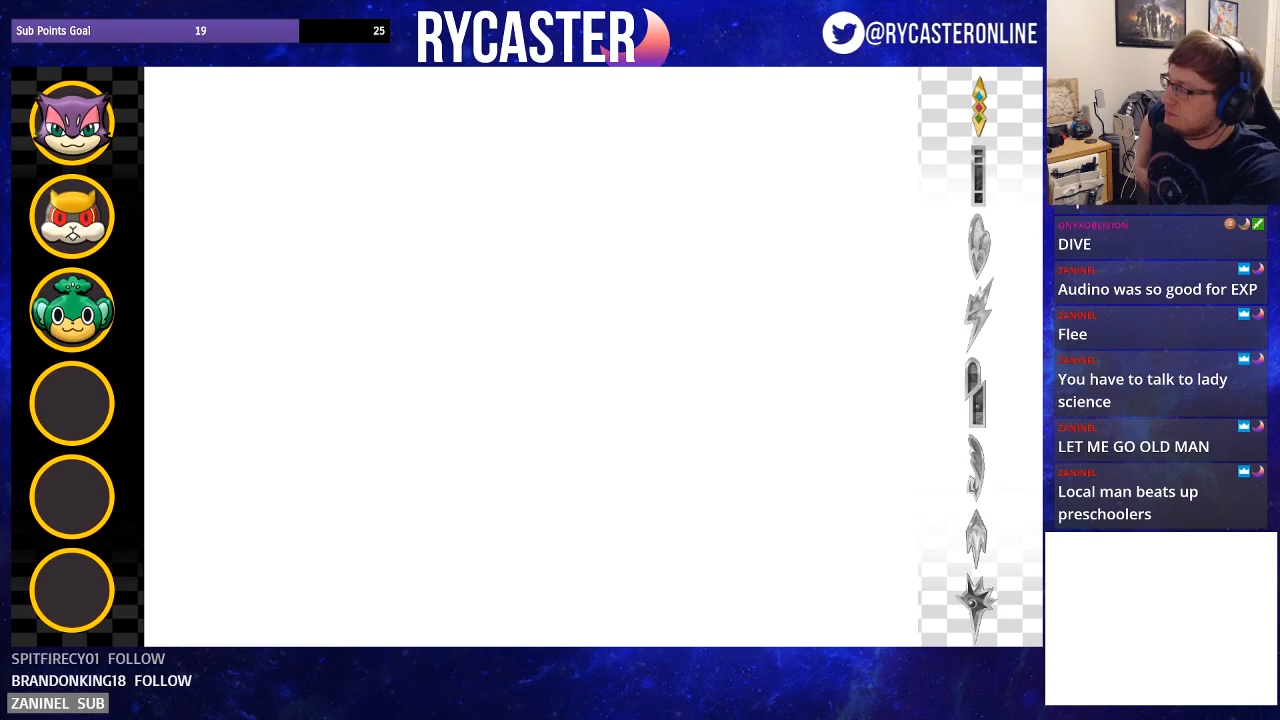 Sub Points Goal 19 25
RYCASTER
@RYCASTERONLINE
ONYXOBLIVION
DIVE
ZANINEL
Audino was so good for EXP
ZANINEL
Flee
ZANINEL
You have to talk to lady
science
ZANINEL
LET ME GO OLD MAN
ZANINEL
Local man beats up
preschoolers
SPITFIRECY01 FOLLOW
BRANDONKING18 FOLLOW
ZANINEL SUB